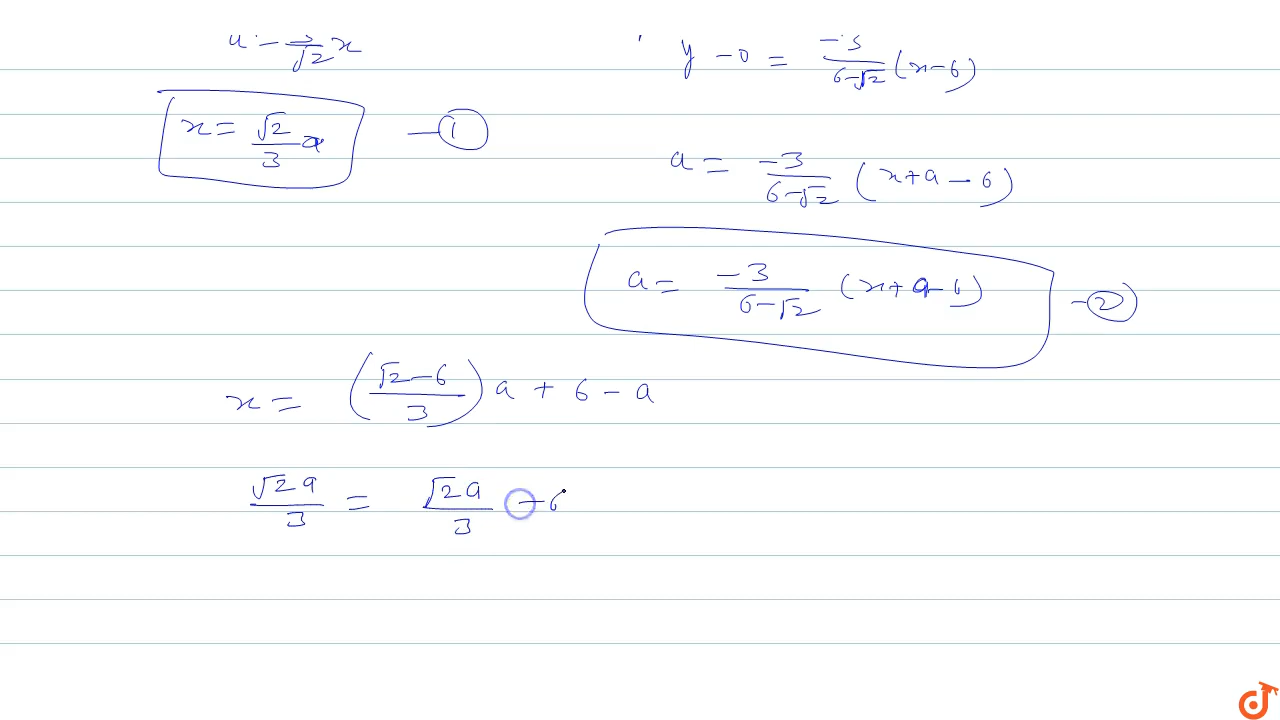 a = 3/√2 x
x = √2/3 a —①
y - 0 = -3/(6-√2) (x-6)
a = -3/(6-√2) (x+a-6)
a = -3/(6-√2) (x+a-6) -②
x = ((√2-6)/3) a + 6 - a
√2a/3 = √2a/3 - 6